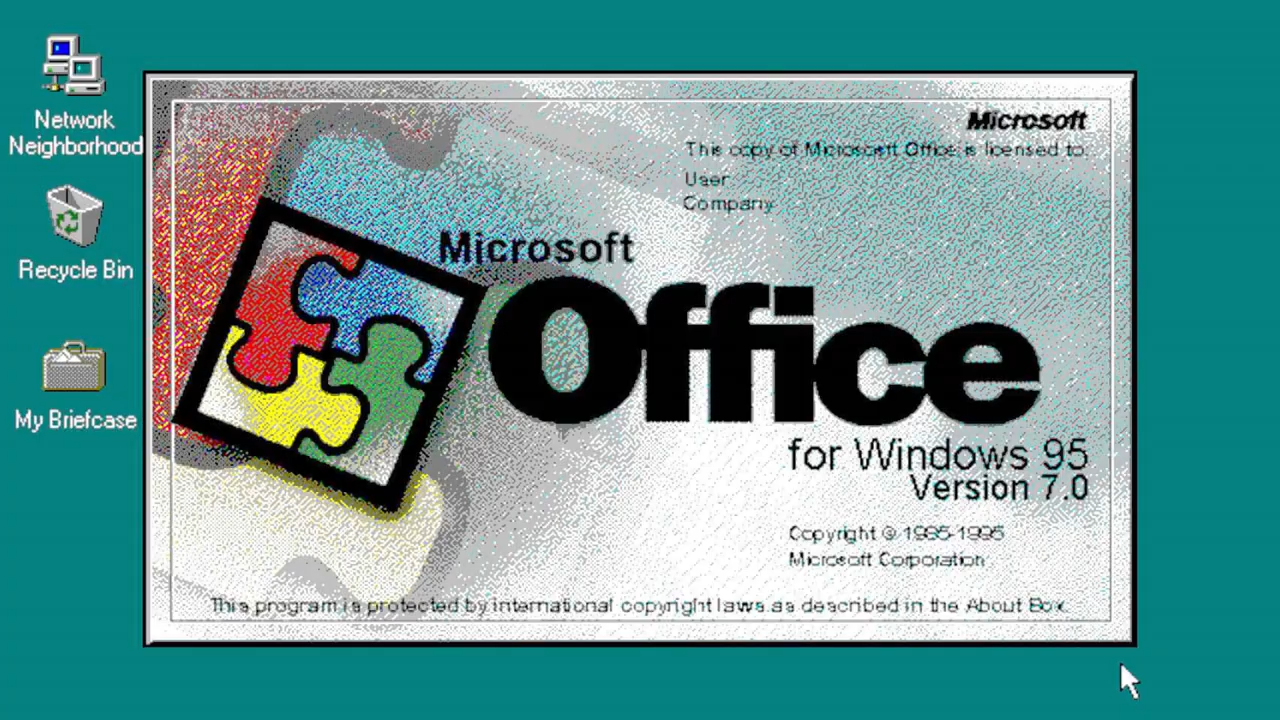 Network
Neighborhood
Recycle Bin
My Briefcase
Microsoft
This copy of Microsoft Office is licensed to:
User
Company
Microsoft
Office
for Windows 95
Version 7.0
Copyright © 1985-1995
Microsoft Corporation
This program is protected by international copyright laws as described in the About Box.